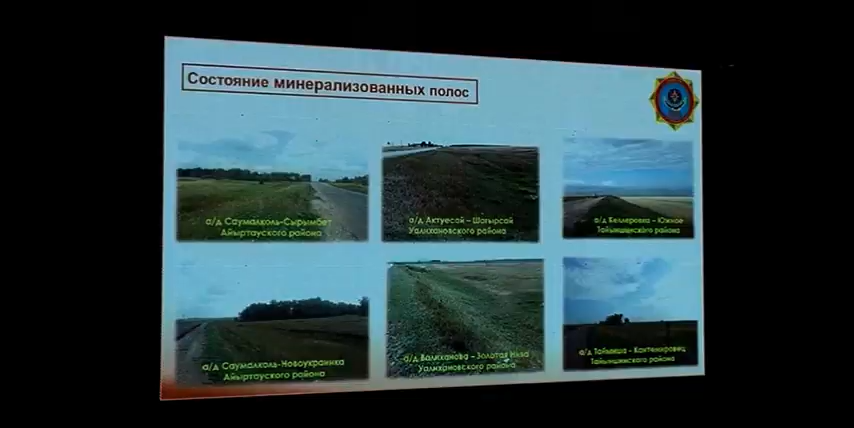 Состояние минерализованных полос
а/д Саумалколь-Сырымбет
Айыртауского района
а/д Актуесай – Шагырсай
Уалихановского района
а/д Келлеровка – Южное
Тайыншинского района
а/д Саумалколь-Новоукраинка
Айыртауского района
а/д Валиханова – Золотая Нива
Уалихановского района
а/д Тайынша - Кантемировец
Тайыншинского района